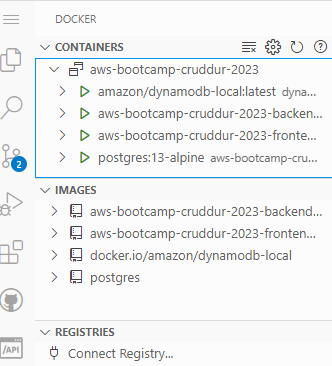 DOCKER
CONTAINERS
aws-bootcamp-cruddur-2023
amazon/dynamodb-local:latest dyna...
aws-bootcamp-cruddur-2023-backen...
aws-bootcamp-cruddur-2023-fronte...
postgres:13-alpine aws-bootcamp-cru...
2
IMAGES
aws-bootcamp-cruddur-2023-backend...
aws-bootcamp-cruddur-2023-fronten...
docker.io/amazon/dynamodb-local
postgres
REGISTRIES
/API
Connect Registry...